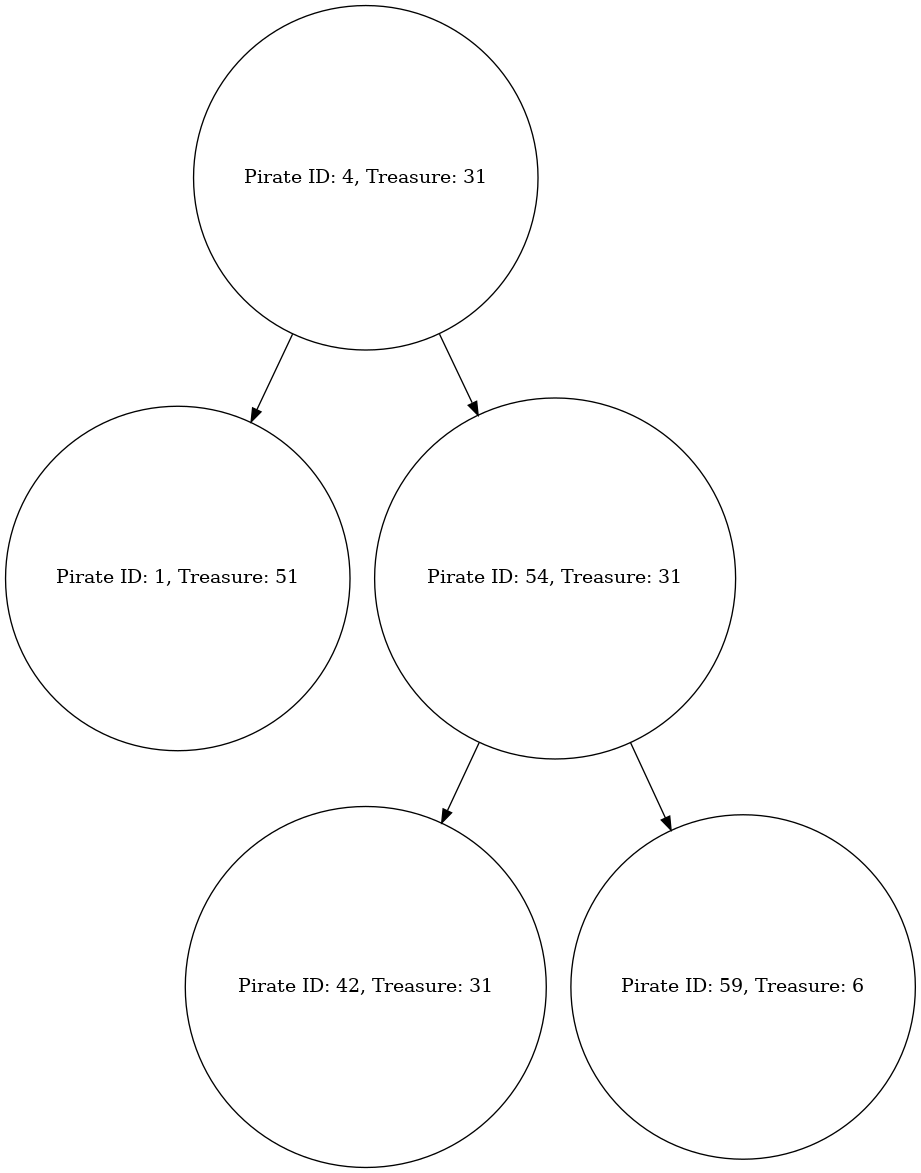 Pirate ID: 4, Treasure: 31
Pirate ID: 1, Treasure: 51
Pirate ID: 54, Treasure: 31
Pirate ID: 42, Treasure: 31
Pirate ID: 59, Treasure: 6